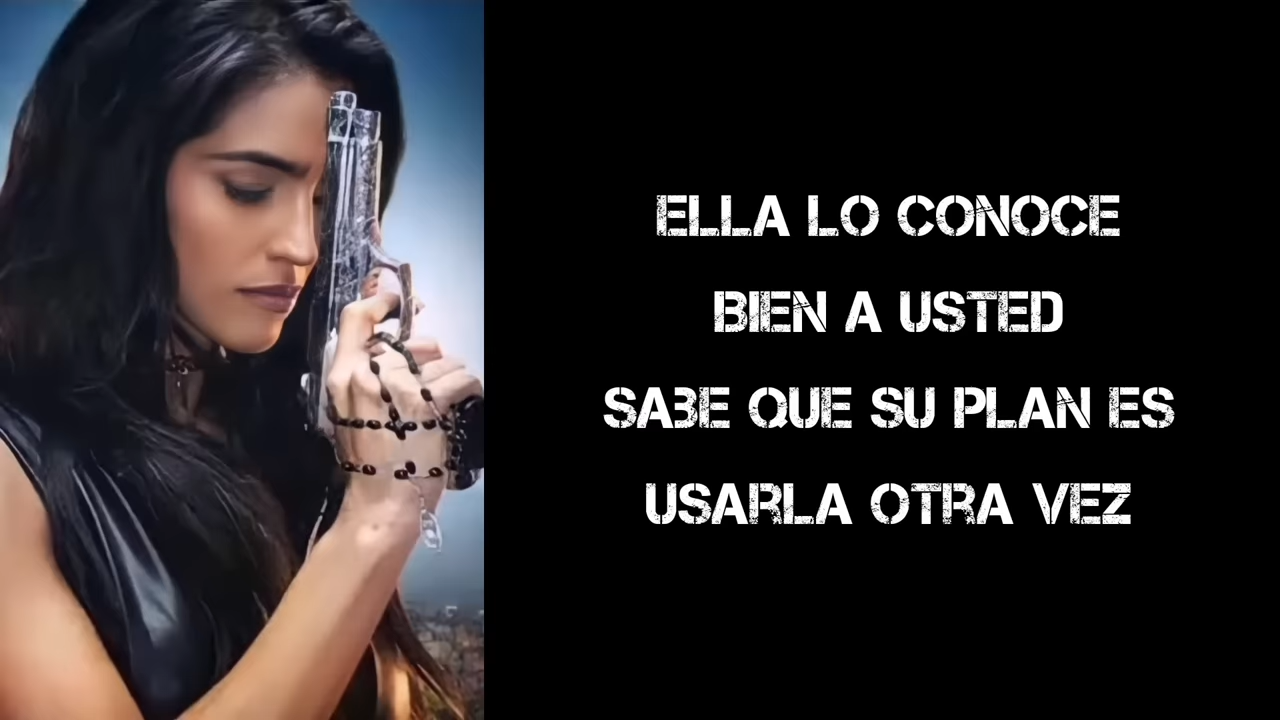 ELLA LO CONOCE
BIEN A USTED
SABE QUE SU PLAN ES
USARLA OTRA VEZ